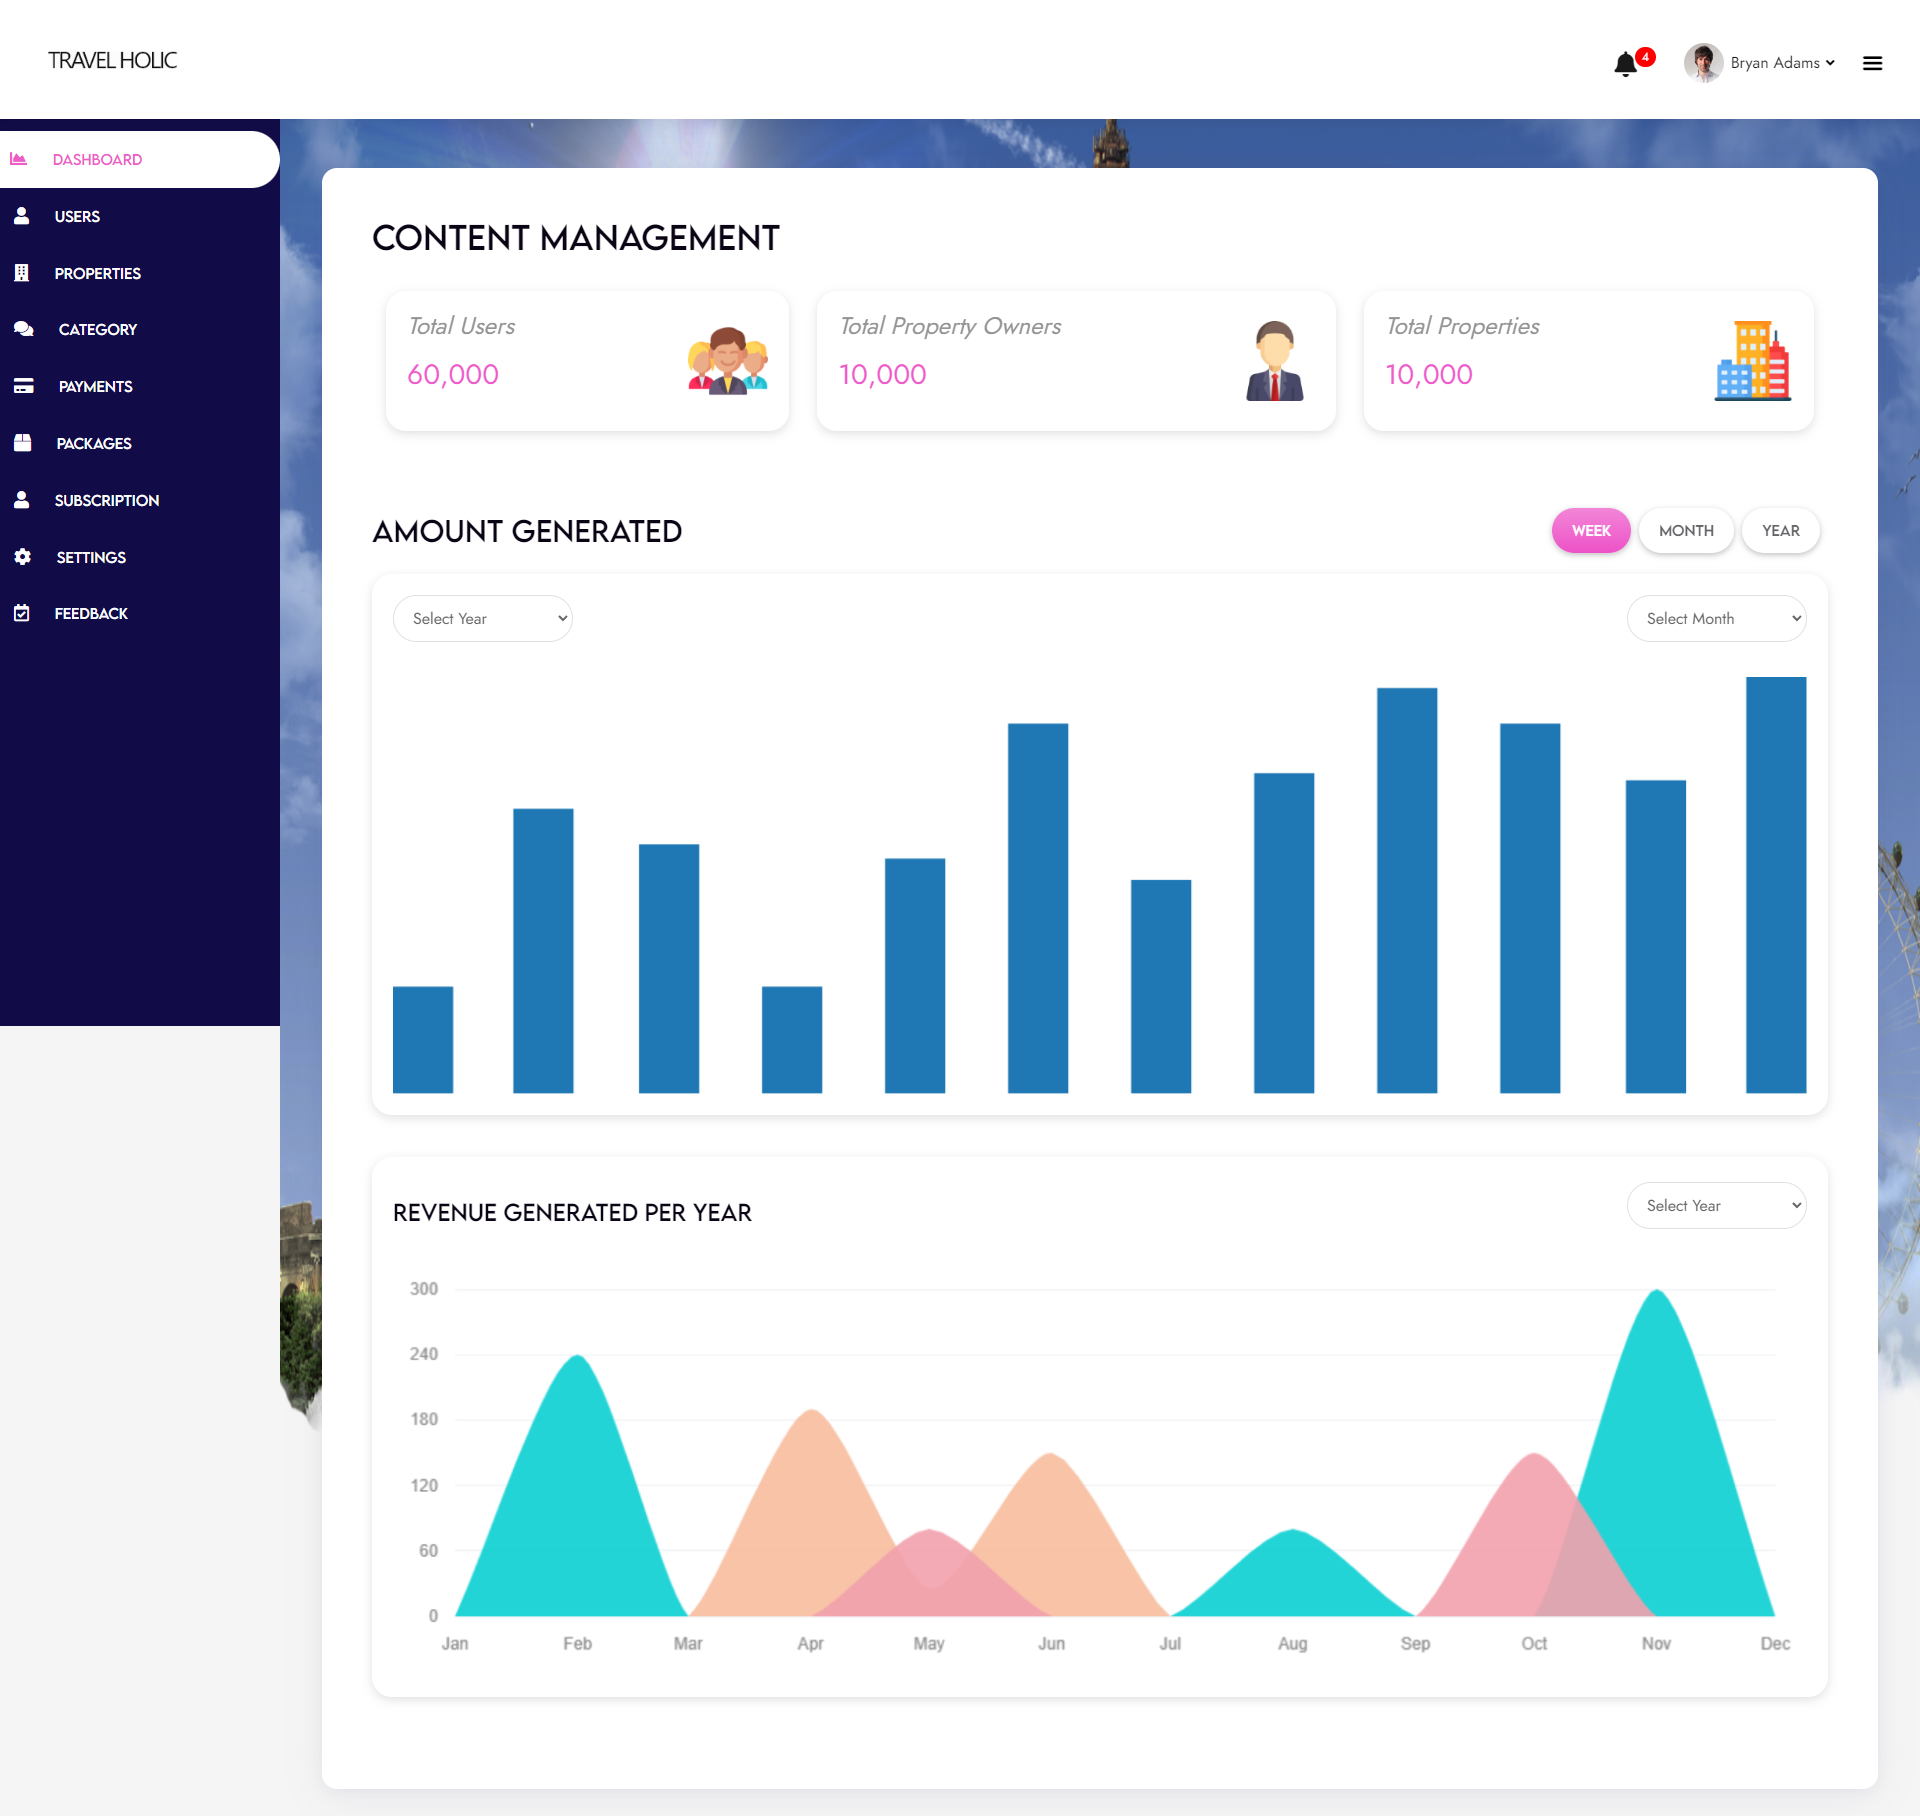 TRAVEL HOLIC
4
Bryan Adams
DASHBOARD
USERS
PROPERTIES
CATEGORY
PAYMENTS
PACKAGES
SUBSCRIPTION
SETTINGS
FEEDBACK
CONTENT MANAGEMENT
Total Users
60,000
Total Property Owners
10,000
Total Properties
10,000
AMOUNT GENERATED
WEEK
MONTH
YEAR
Select Year
Select Month
REVENUE GENERATED PER YEAR
Select Year
300
240
180
120
60
0
Jan Feb Mar Apr May Jun Jul Aug Sep Oct Nov Dec